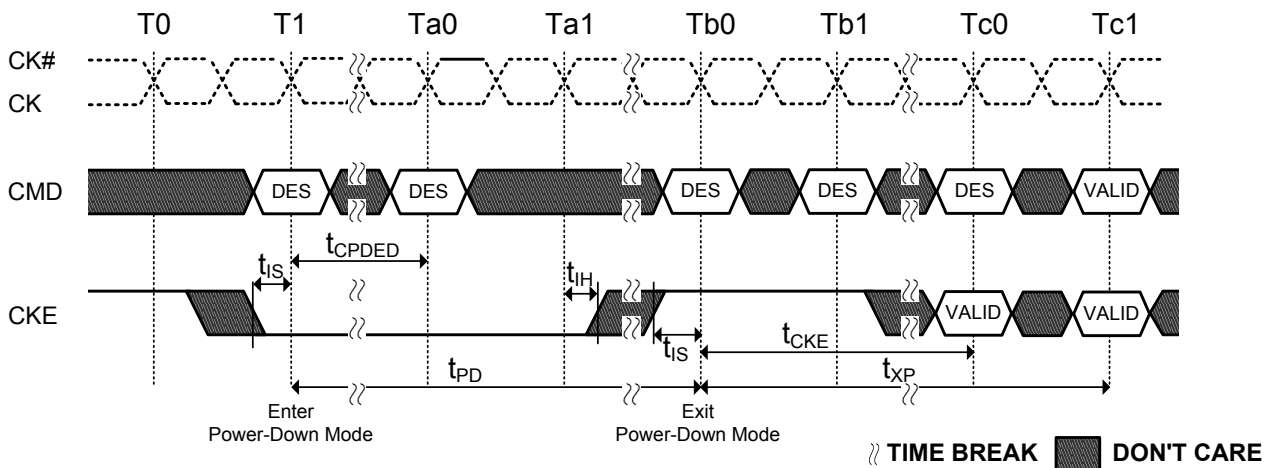 T0 T1 Ta0 Ta1 Tb0 Tb1 Tc0 Tc1
CK#
CK
CMD DES DES DES DES DES VALID
tIS tCPDED tIH
CKE VALID VALID
tIS tCKE
tPD tXP
Enter
Power-Down Mode
Exit
Power-Down Mode
TIME BREAK DON'T CARE